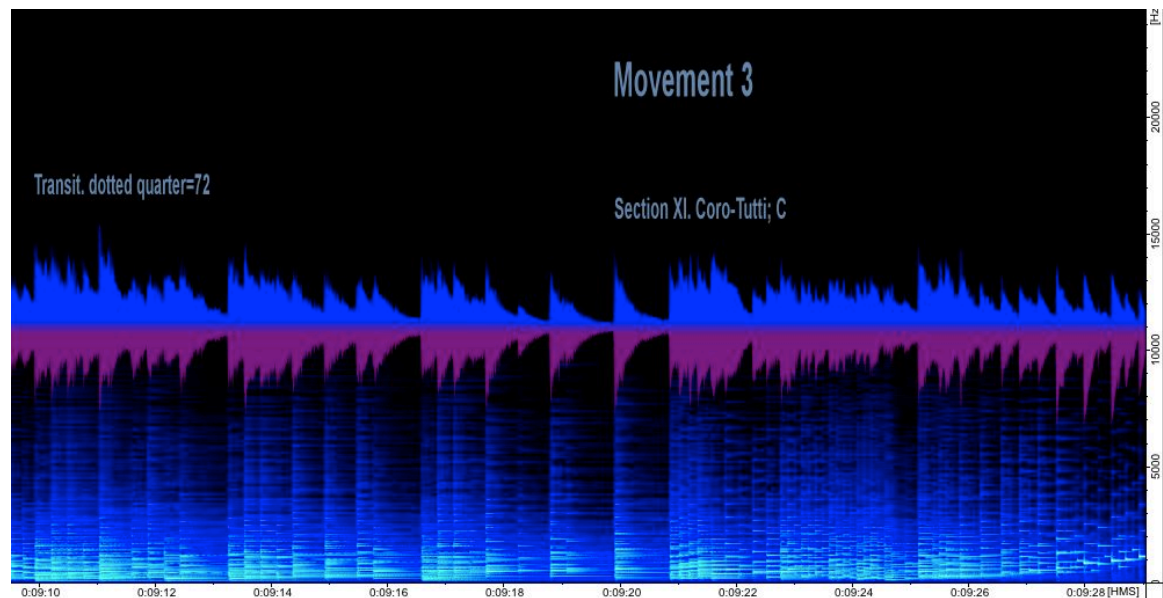 [Hz
Movement 3
20000
Transit. dotted quarter=72
Section XI. Coro-Tutti; C
15000
10000
5000
0
0:09:10 0:09:12 0:09:14 0:09:16 0:09:18 0:09:20 0:09:22 0:09:24 0:09:26 0:09:28 [HMS]